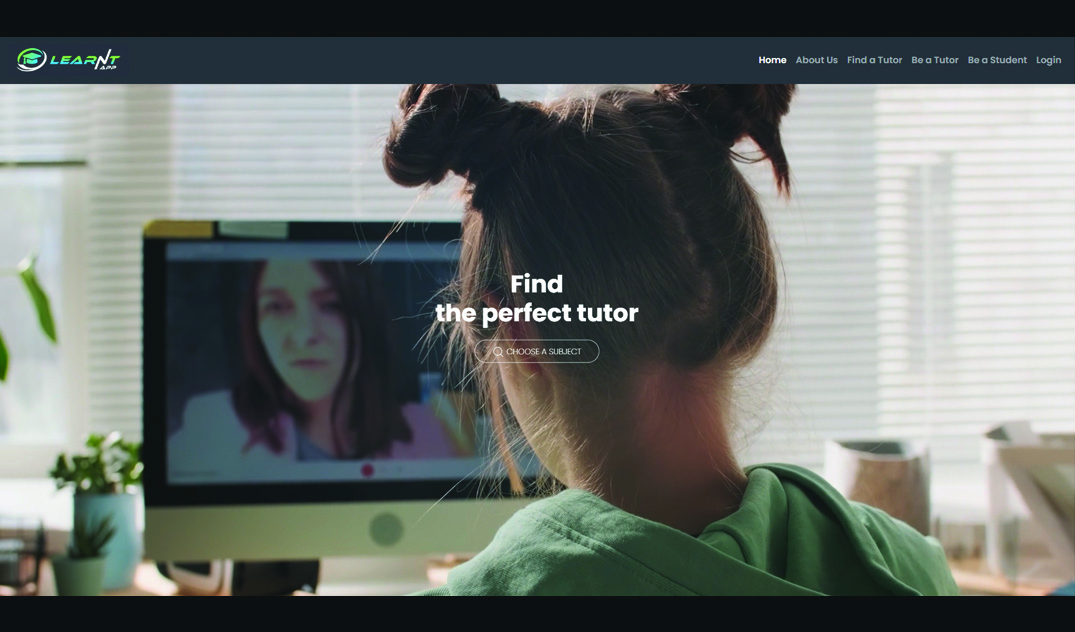 LEARNT
APP
Home About Us Find a Tutor Be a Tutor Be a Student Login
Find
the perfect tutor
CHOOSE A SUBJECT